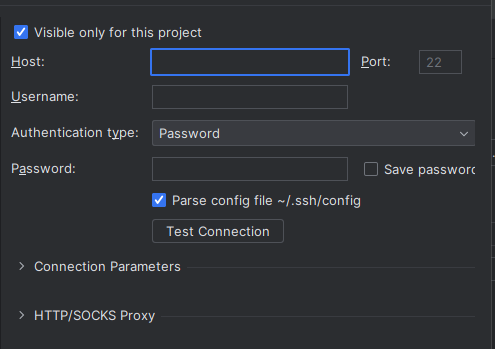 Visible only for this project
Host: Port: 22
Username:
Authentication type: Password
Password: Save password
Parse config file ~/.ssh/config
Test Connection
Connection Parameters
HTTP/SOCKS Proxy